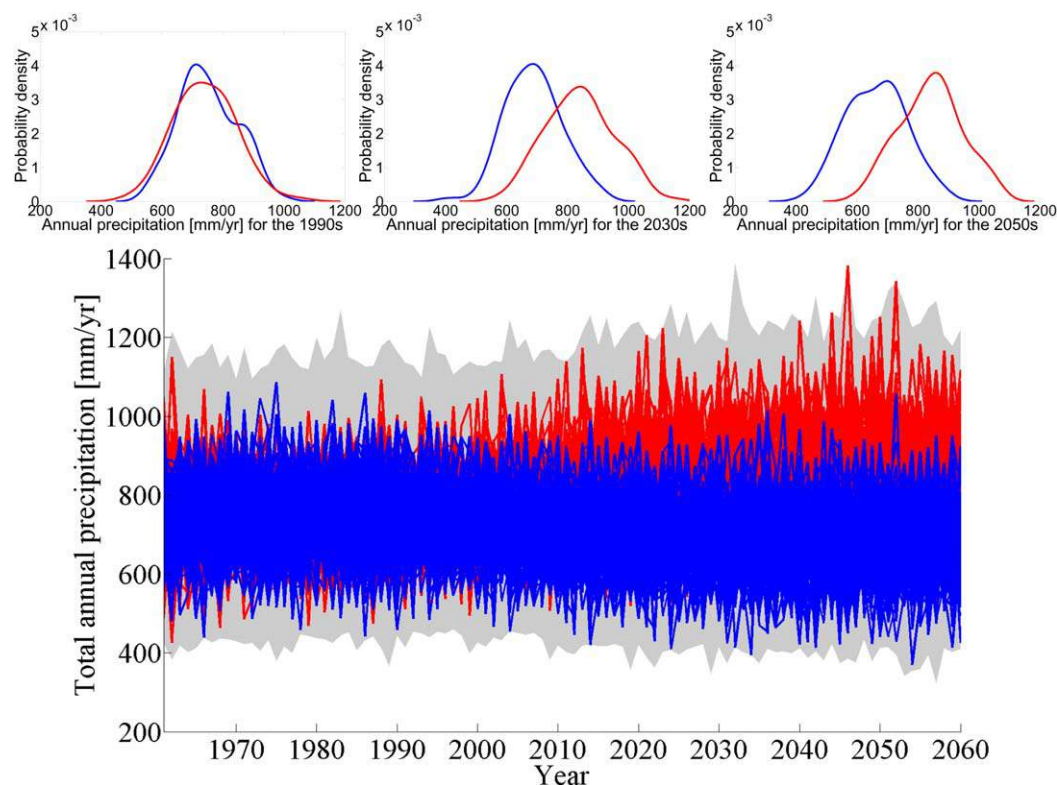 5 x 10 -3
5 x 10 -3
5 x 10 -3
Probability density
4
3
2
1
0
200 400 600 800 1000 1200
Annual precipitation [mm/yr] for the 1990s
Probability density
4
3
2
1
0
200 400 600 800 1000 1200
Annual precipitation [mm/yr] for the 2030s
Probability density
4
3
2
1
0
200 400 600 800 1000 1200
Annual precipitation [mm/yr] for the 2050s
Total annual precipitation [mm/yr]
1400
1200
1000
800
600
400
200
1970 1980 1990 2000 2010 2020 2030 2040 2050 2060
Year